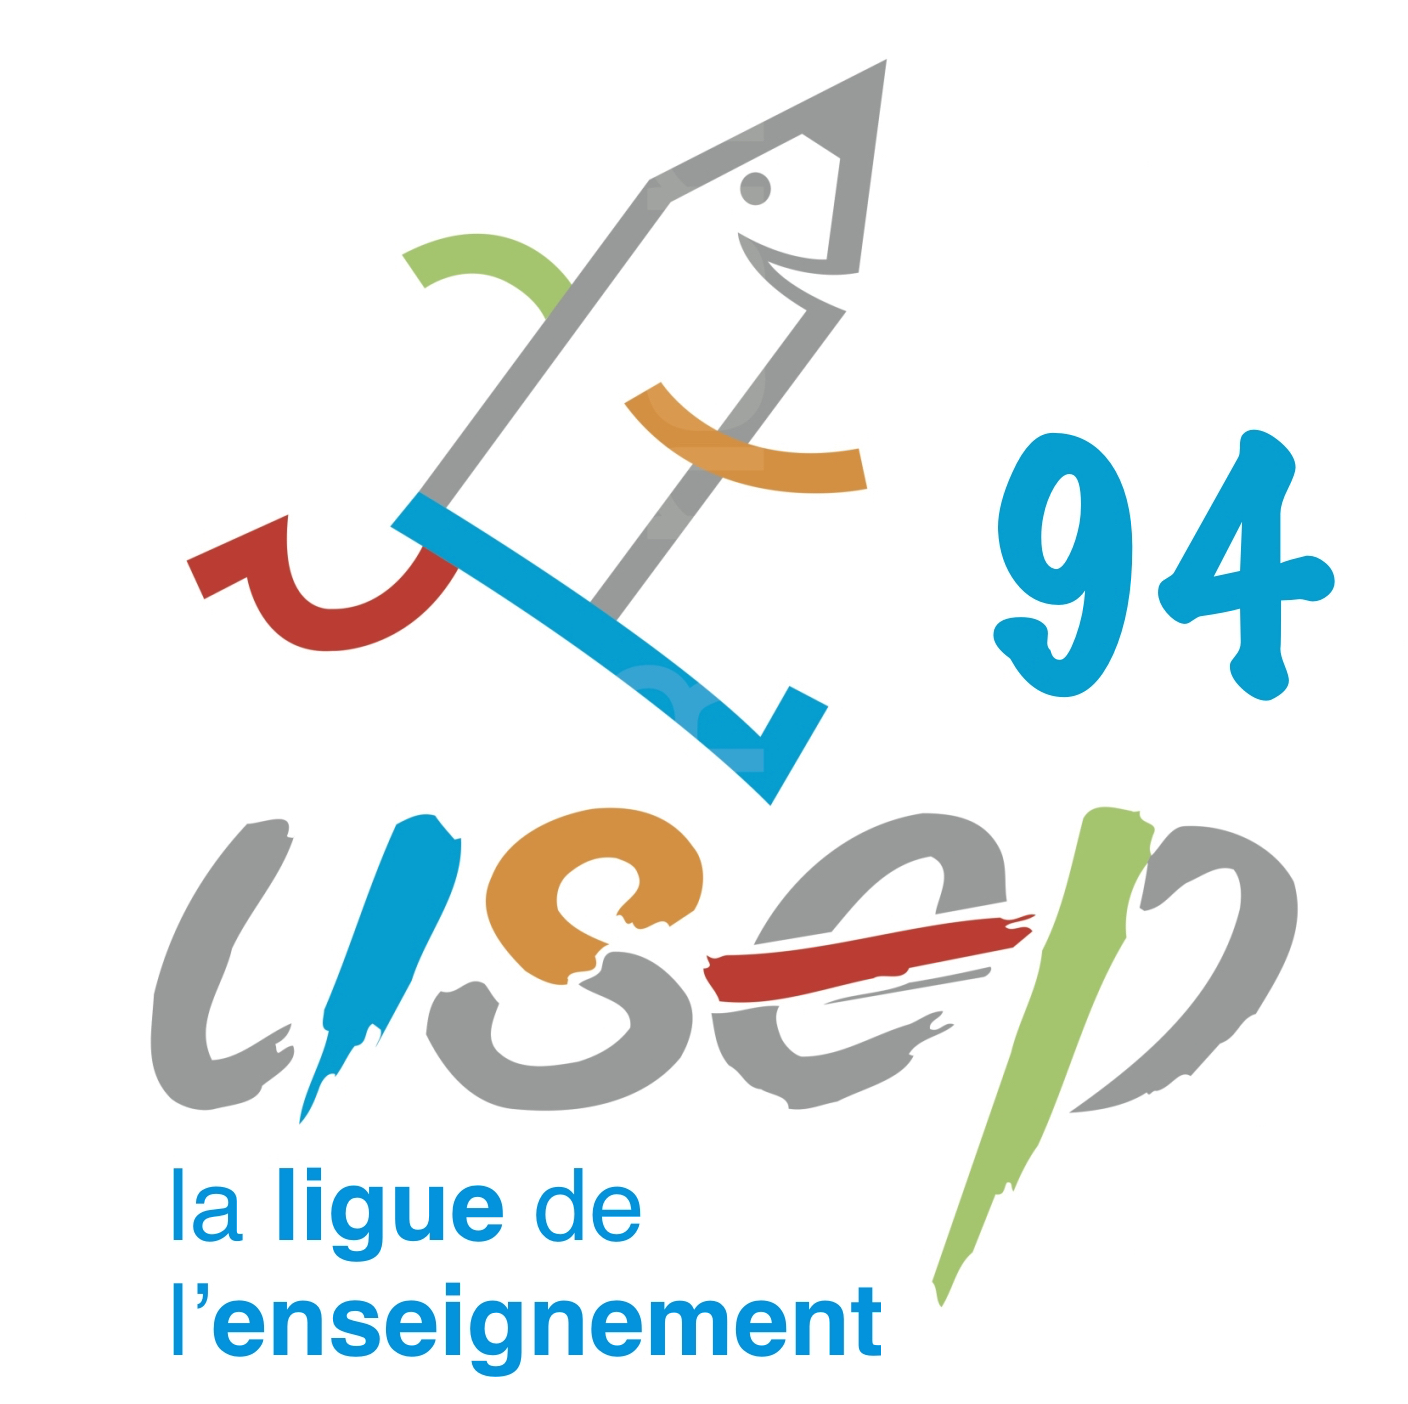 94
usep
la ligue de
l’enseignement